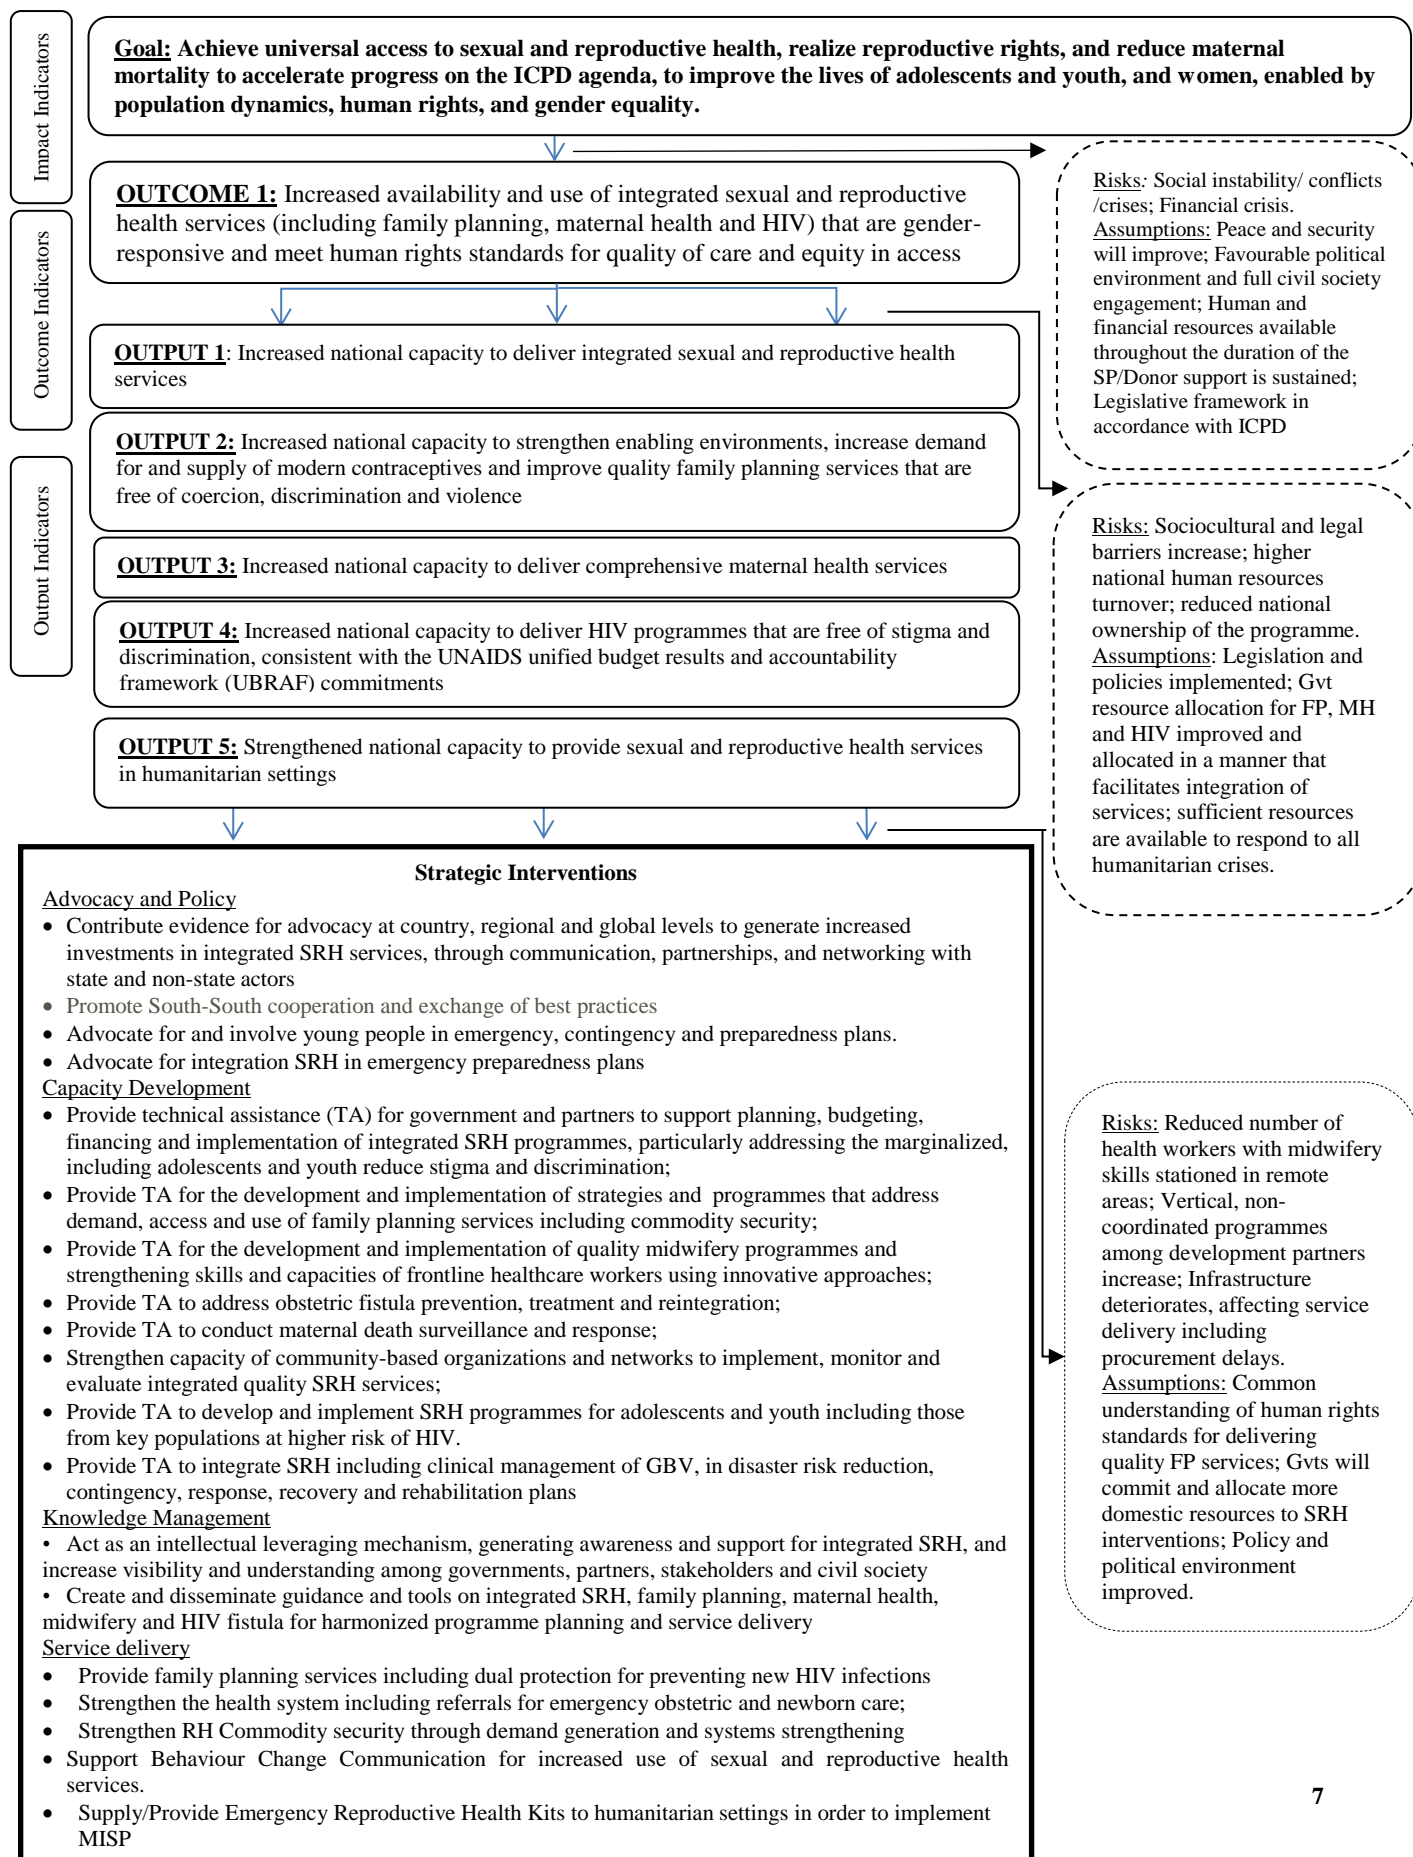 Impact Indicators
Goal: Achieve universal access to sexual and reproductive health, realize reproductive rights, and reduce maternal
mortality to accelerate progress on the ICPD agenda, to improve the lives of adolescents and youth, and women, enabled by
population dynamics, human rights, and gender equality.
OUTCOME 1: Increased availability and use of integrated sexual and reproductive
health services (including family planning, maternal health and HIV) that are gender-
responsive and meet human rights standards for quality of care and equity in access
Risks: Social instability/ conflicts
/crises; Financial crisis.
Assumptions: Peace and security
will improve; Favourable political
environment and full civil society
engagement; Human and
financial resources available
throughout the duration of the
SP/Donor support is sustained;
Legislative framework in
accordance with ICPD
Outcome Indicators
OUTPUT 1: Increased national capacity to deliver integrated sexual and reproductive health
services
OUTPUT 2: Increased national capacity to strengthen enabling environments, increase demand
for and supply of modern contraceptives and improve quality family planning services that are
free of coercion, discrimination and violence
Output Indicators
OUTPUT 3: Increased national capacity to deliver comprehensive maternal health services
OUTPUT 4: Increased national capacity to deliver HIV programmes that are free of stigma and
discrimination, consistent with the UNAIDS unified budget results and accountability
framework (UBRAF) commitments
OUTPUT 5: Strengthened national capacity to provide sexual and reproductive health services
in humanitarian settings
Risks: Sociocultural and legal
barriers increase; higher
national human resources
turnover; reduced national
ownership of the programme.
Assumptions: Legislation and
policies implemented; Gvt
resource allocation for FP, MH
and HIV improved and
allocated in a manner that
facilitates integration of
services; sufficient resources
are available to respond to all
humanitarian crises.
Strategic Interventions
Advocacy and Policy
• Contribute evidence for advocacy at country, regional and global levels to generate increased
investments in integrated SRH services, through communication, partnerships, and networking with
state and non-state actors
• Promote South-South cooperation and exchange of best practices
• Advocate for and involve young people in emergency, contingency and preparedness plans.
• Advocate for integration SRH in emergency preparedness plans
Capacity Development
• Provide technical assistance (TA) for government and partners to support planning, budgeting,
financing and implementation of integrated SRH programmes, particularly addressing the marginalized,
including adolescents and youth reduce stigma and discrimination;
• Provide TA for the development and implementation of strategies and programmes that address
demand, access and use of family planning services including commodity security;
• Provide TA for the development and implementation of quality midwifery programmes and
strengthening skills and capacities of frontline healthcare workers using innovative approaches;
• Provide TA to address obstetric fistula prevention, treatment and reintegration;
• Provide TA to conduct maternal death surveillance and response;
• Strengthen capacity of community-based organizations and networks to implement, monitor and
evaluate integrated quality SRH services;
• Provide TA to develop and implement SRH programmes for adolescents and youth including those
from key populations at higher risk of HIV.
• Provide TA to integrate SRH including clinical management of GBV, in disaster risk reduction,
contingency, response, recovery and rehabilitation plans
Knowledge Management
• Act as an intellectual leveraging mechanism, generating awareness and support for integrated SRH, and
increase visibility and understanding among governments, partners, stakeholders and civil society
• Create and disseminate guidance and tools on integrated SRH, family planning, maternal health,
midwifery and HIV fistula for harmonized programme planning and service delivery
Service delivery
• Provide family planning services including dual protection for preventing new HIV infections
• Strengthen the health system including referrals for emergency obstetric and newborn care;
• Strengthen RH Commodity security through demand generation and systems strengthening
• Support Behaviour Change Communication for increased use of sexual and reproductive health
services.
• Supply/Provide Emergency Reproductive Health Kits to humanitarian settings in order to implement
MISP
Risks: Reduced number of
health workers with midwifery
skills stationed in remote
areas; Vertical, non-
coordinated programmes
among development partners
increase; Infrastructure
deteriorates, affecting service
delivery including
procurement delays.
Assumptions: Common
understanding of human rights
standards for delivering
quality FP services; Gvts will
commit and allocate more
domestic resources to SRH
interventions; Policy and
political environment
improved.
7